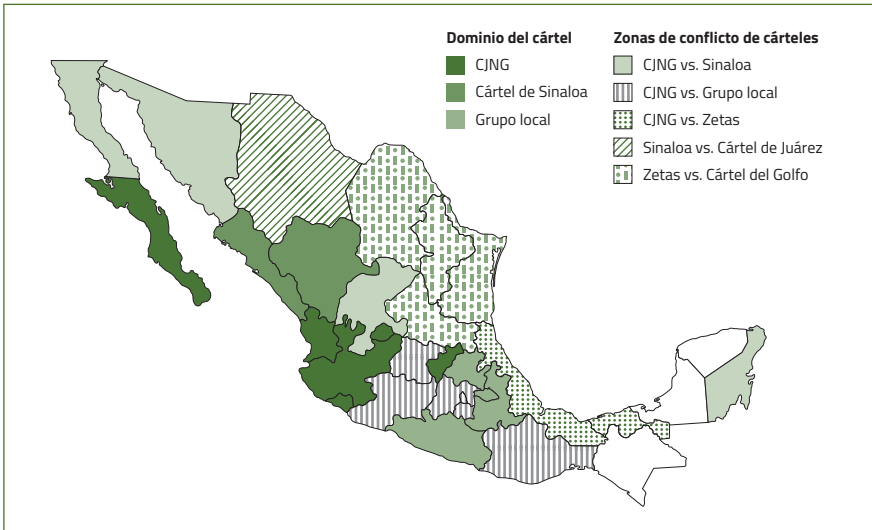 Dominio del cártel
CJNG
Cártel de Sinaloa
Grupo local
Zonas de conflicto de cárteles
CJNG vs. Sinaloa
CJNG vs. Grupo local
CJNG vs. Zetas
Sinaloa vs. Cártel de Juárez
Zetas vs. Cártel del Golfo